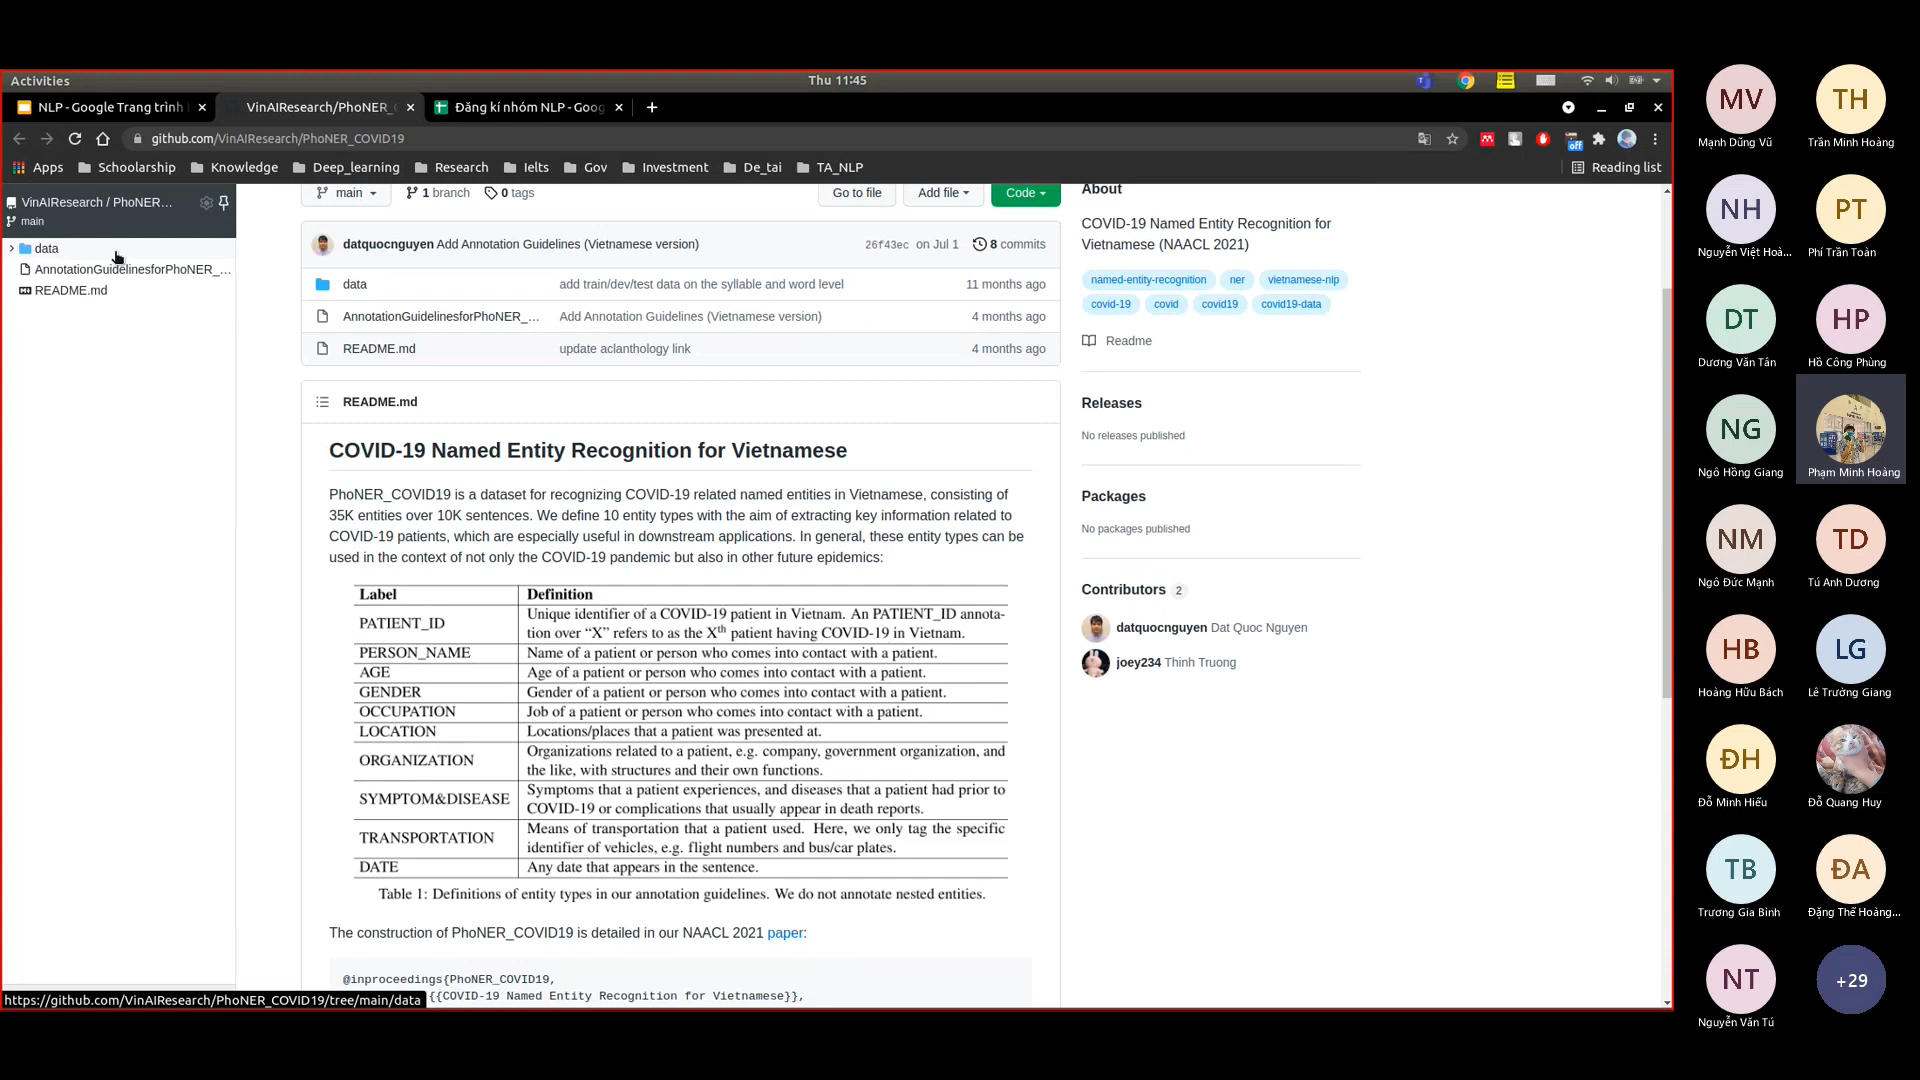 Activities
Thu 11:45
NLP - Google Trang trình
VinAIResearch/PhoNER_
Đăng kí nhóm NLP - Goog
github.com/VinAIResearch/PhoNER_COVID19
Apps
Schoolarship
Knowledge
Deep_learning
Research
Ielts
Gov
Investment
De_tai
TA_NLP
Reading list
VinAIResearch / PhoNER...
main
data
AnnotationGuidelinesforPhoNER_...
README.md
main
1 branch
0 tags
Go to file
Add file
Code
datquocnguyen Add Annotation Guidelines (Vietnamese version)
26f43ec on Jul 1
8 commits
data
add train/dev/test data on the syllable and word level
11 months ago
AnnotationGuidelinesforPhoNER_...
Add Annotation Guidelines (Vietnamese version)
4 months ago
README.md
update aclanthology link
4 months ago
README.md
COVID-19 Named Entity Recognition for Vietnamese
PhoNER_COVID19 is a dataset for recognizing COVID-19 related named entities in Vietnamese, consisting of
35K entities over 10K sentences. We define 10 entity types with the aim of extracting key information related to
COVID-19 patients, which are especially useful in downstream applications. In general, these entity types can be
used in the context of not only the COVID-19 pandemic but also in other future epidemics:
Label Definition
PATIENT_ID Unique identifier of a COVID-19 patient in Vietnam. An PATIENT_ID annota-
tion over “X” refers to as the Xth patient having COVID-19 in Vietnam.
PERSON_NAME Name of a patient or person who comes into contact with a patient.
AGE Age of a patient or person who comes into contact with a patient.
GENDER Gender of a patient or person who comes into contact with a patient.
OCCUPATION Job of a patient or person who comes into contact with a patient.
LOCATION Locations/places that a patient was presented at.
ORGANIZATION Organizations related to a patient, e.g. company, government organization, and
the like, with structures and their own functions.
SYMPTOM&DISEASE Symptoms that a patient experiences, and diseases that a patient had prior to
COVID-19 or complications that usually appear in death reports.
TRANSPORTATION Means of transportation that a patient used. Here, we only tag the specific
identifier of vehicles, e.g. flight numbers and bus/car plates.
DATE Any date that appears in the sentence.
Table 1: Definitions of entity types in our annotation guidelines. We do not annotate nested entities.
The construction of PhoNER_COVID19 is detailed in our NAACL 2021 paper:
@inproceedings{PhoNER_COVID19,
{{COVID-19 Named Entity Recognition for Vietnamese}},
https://github.com/VinAIResearch/PhoNER_COVID19/tree/main/data
About
COVID-19 Named Entity Recognition for
Vietnamese (NAACL 2021)
named-entity-recognition ner vietnamese-nlp
covid-19 covid covid19 covid19-data
Readme
Releases
No releases published
Packages
No packages published
Contributors 2
datquocnguyen Dat Quoc Nguyen
joey234 Thinh Truong
MV
Mạnh Dũng Vũ
TH
Trần Minh Hoàng
NH
Nguyễn Việt Hoà...
PT
Phí Trần Toàn
DT
Dương Văn Tán
HP
Hồ Công Phùng
NG
Ngô Hồng Giang
Phạm Minh Hoàng
NM
Ngô Đức Mạnh
TD
Tú Anh Dương
HB
Hoàng Hữu Bách
LG
Lê Trường Giang
ĐH
Đỗ Minh Hiếu
Đỗ Quang Huy
TB
Trương Gia Bình
ĐA
Đặng Thế Hoàng...
NT
Nguyễn Văn Tú
+29